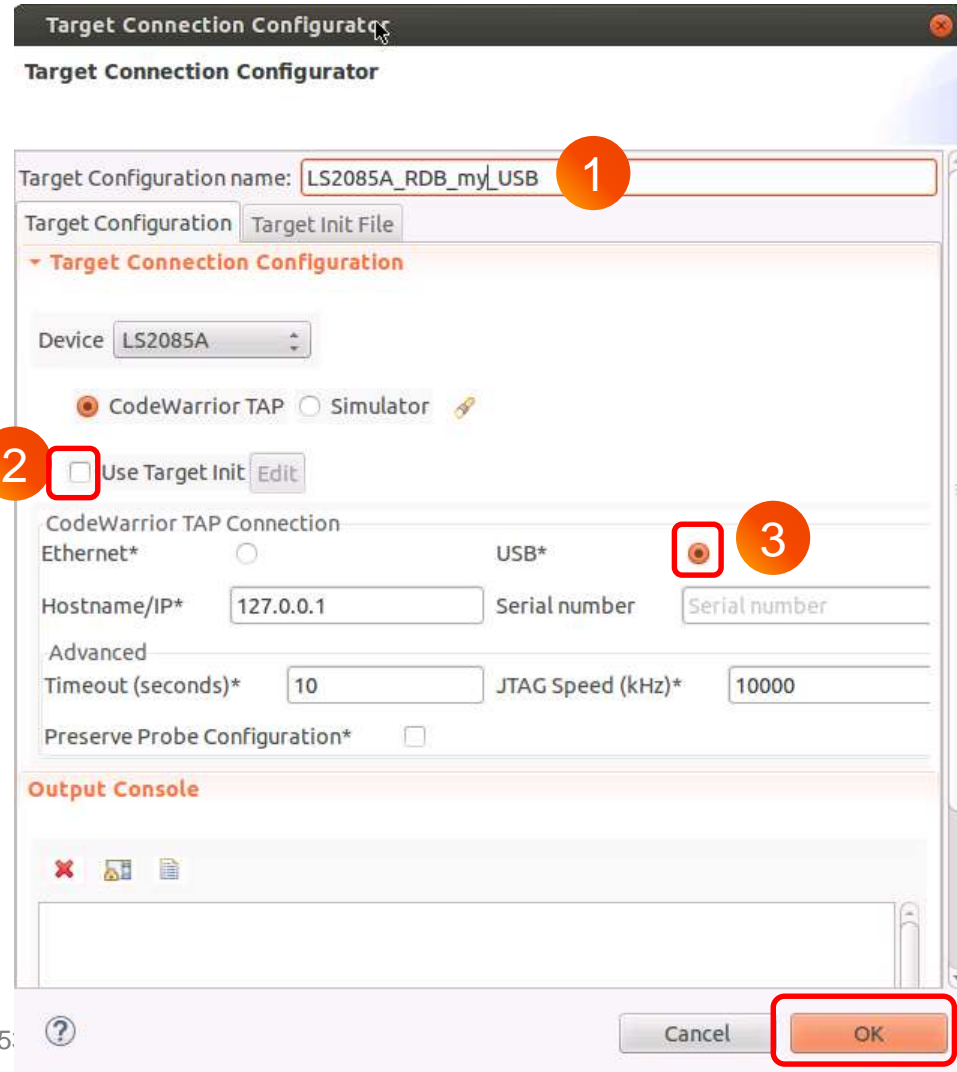 Target Connection Configurator
Target Connection Configurator
Target Configuration name: LS2085A_RDB_my_USB 1
Target Configuration Target Init File
Target Connection Configuration
Device LS2085A
CodeWarrior TAP Simulator
2 Use Target Init Edit
CodeWarrior TAP Connection
Ethernet* USB* 3
Hostname/IP* 127.0.0.1 Serial number Serial number
Advanced
Timeout (seconds)* 10 JTAG Speed (kHz)* 10000
Preserve Probe Configuration*
Output Console
? Cancel OK